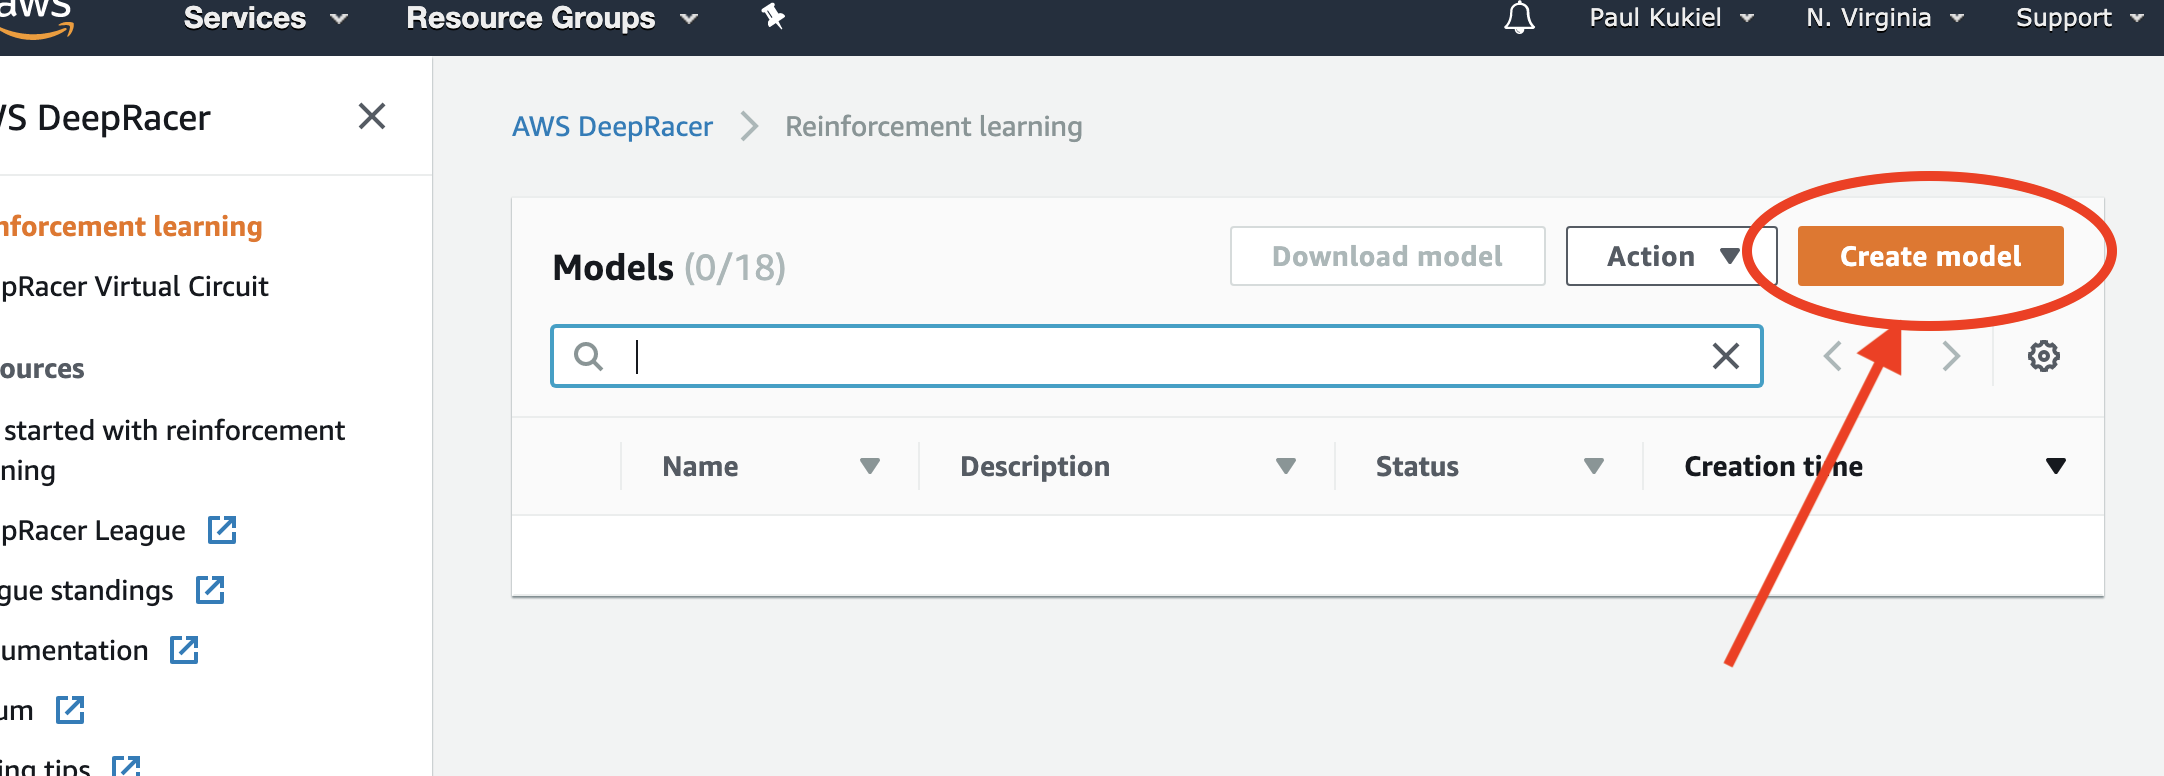 aws Services Resource Groups Paul Kukiel N. Virginia Support
WS DeepRacer
AWS DeepRacer Reinforcement learning
nforcement learning
pRacer Virtual Circuit
ources
started with reinforcement
ning
pRacer League
gue standings
umentation
um
ing tips
Models (0/18) Download model Action Create model
Name Description Status Creation time